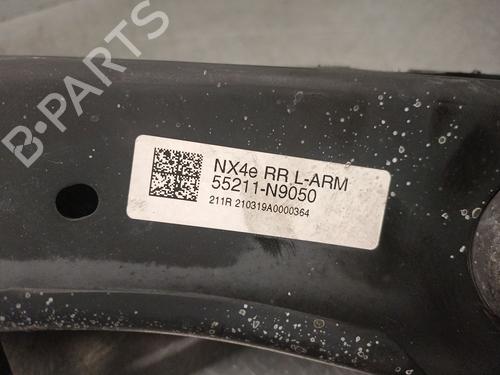 B-PARTS
NX4e RR L-ARM
55211-N9050
211R 210319A0000364